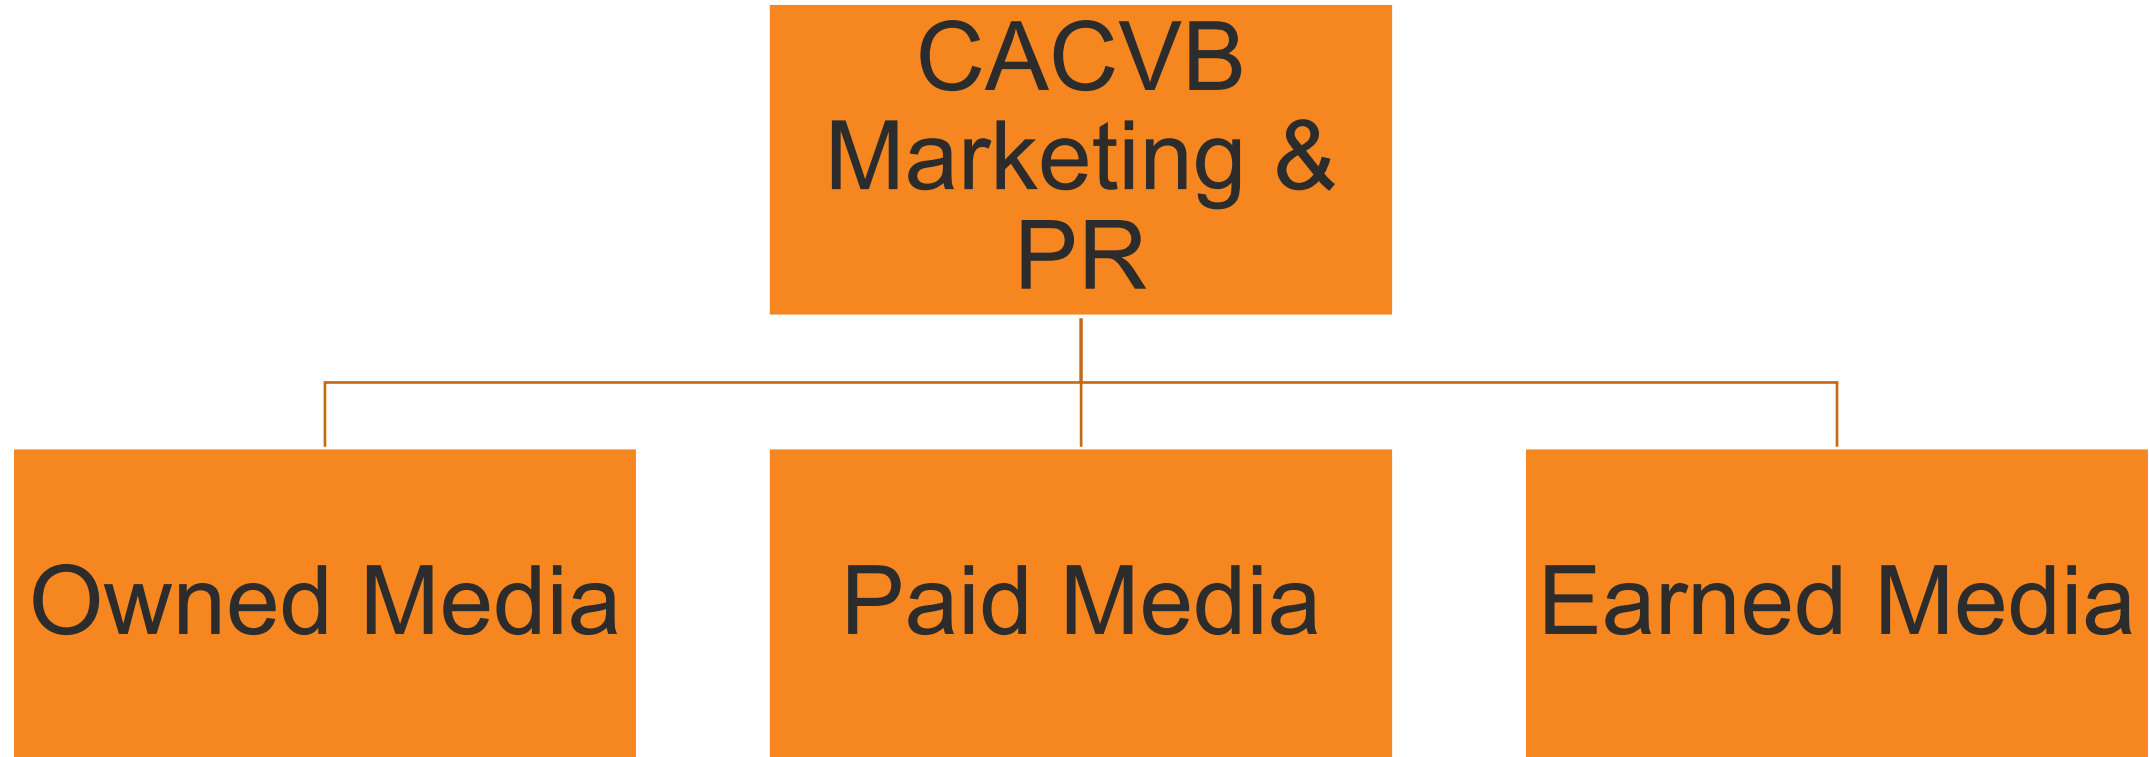 CACVB
Marketing &
PR
Owned Media
Paid Media
Earned Media